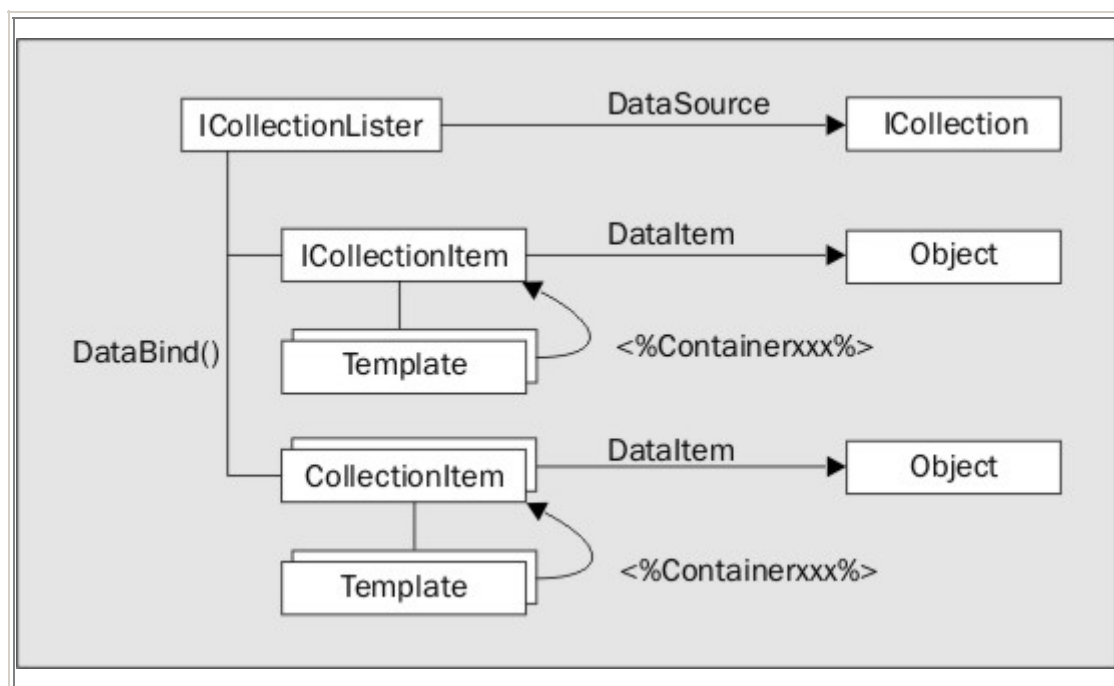 ICollectionLister
DataSource
ICollection
ICollectionItem
DataItem
Object
DataBind()
Template
<%Containerxxx%>
CollectionItem
DataItem
Object
Template
<%Containerxxx%>